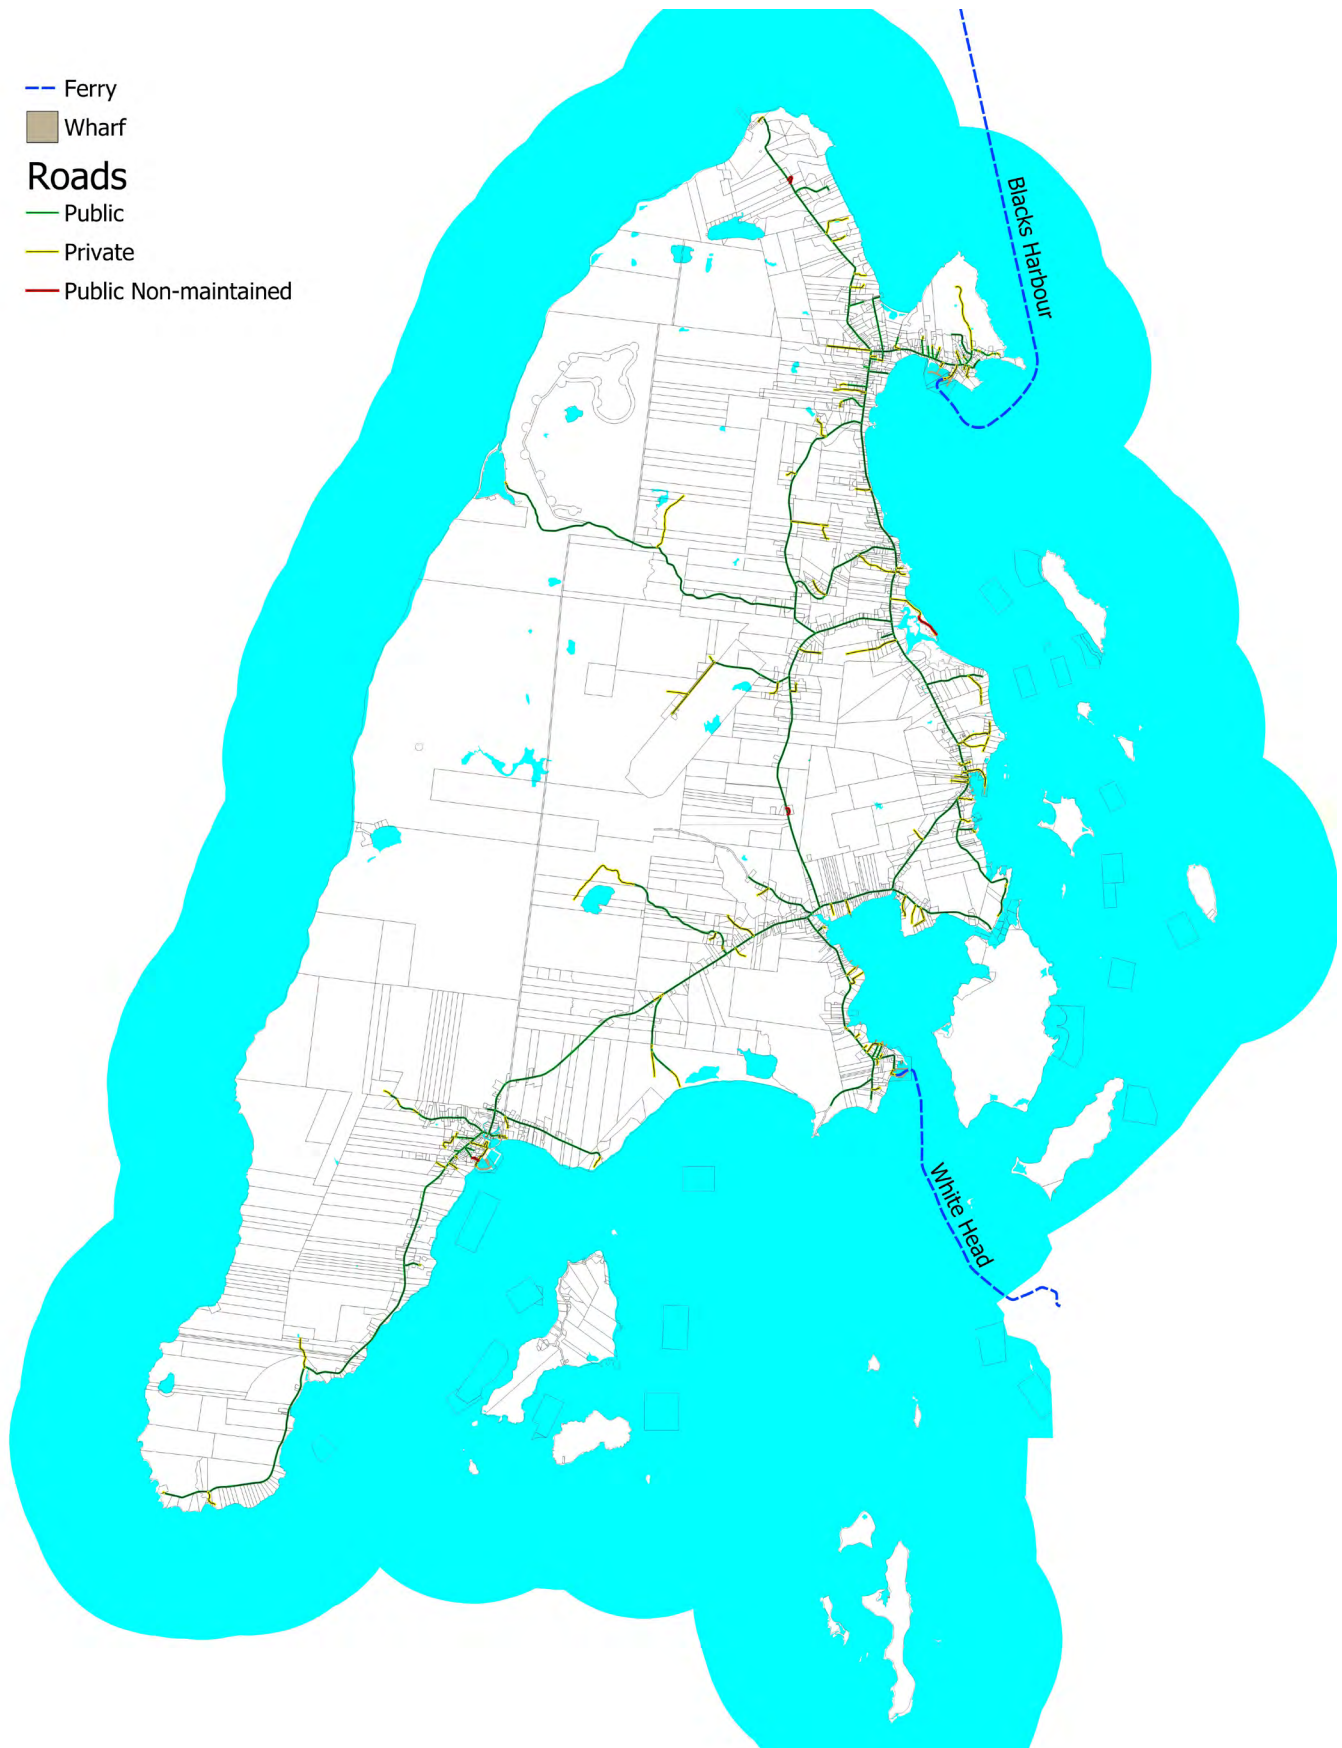 Ferry
Wharf
Roads
Public
Private
Public Non-maintained
Blacks Harbour
White Head